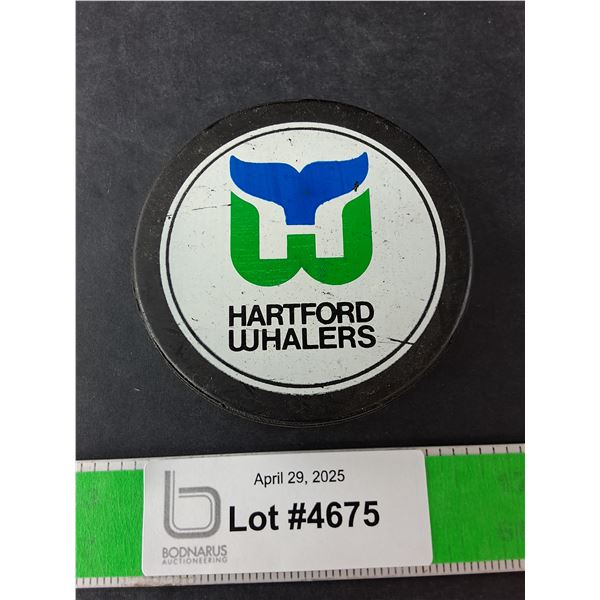 HARTFORD
WHALERS
April 29, 2025
Lot #4675
BODNARUS
AUCTIONEERING